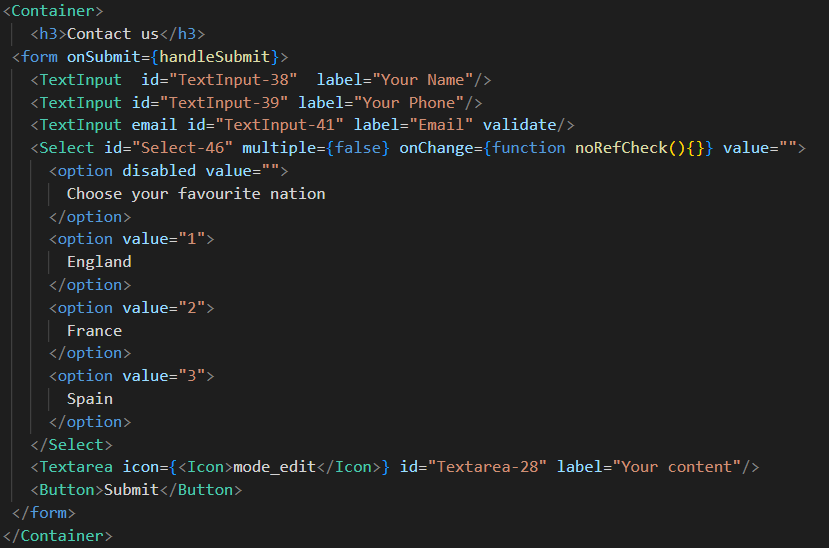 <Container>
<h3>Contact us</h3>
<form onSubmit={handleSubmit}>
<TextInput  id="TextInput-38"  label="Your Name"/>
<TextInput id="TextInput-39" label="Your Phone"/>
<TextInput email id="TextInput-41" label="Email" validate/>
<Select id="Select-46" multiple={false} onChange={function noRefCheck(){}} value="">
<option disabled value="">
Choose your favourite nation
</option>
<option value="1">
England
</option>
<option value="2">
France
</option>
<option value="3">
Spain
</option>
</Select>
<Textarea icon={<Icon>mode_edit</Icon>} id="Textarea-28" label="Your content"/>
<Button>Submit</Button>
</form>
</Container>